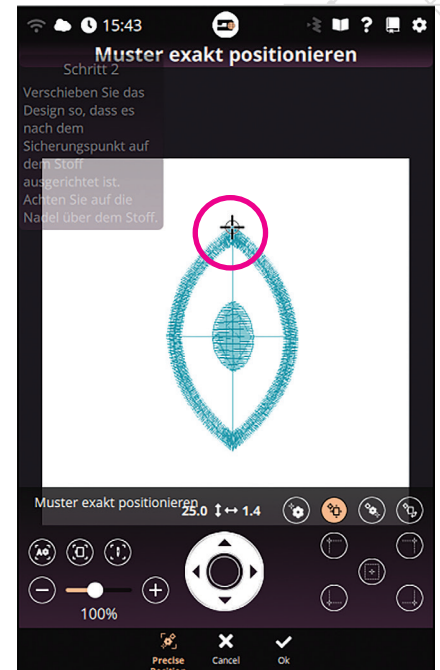 15:43
?
Muster exakt positionieren
Schritt 2
Verschieben Sie das
Design so, dass es
nach dem
Sicherungspunkt auf
dem Stoff
ausgerichtet ist.
Achten Sie auf die
Nadel über dem Stoff.
Muster exakt positionieren
25.0 1.4
100%
Precise
Position
Cancel
Ok